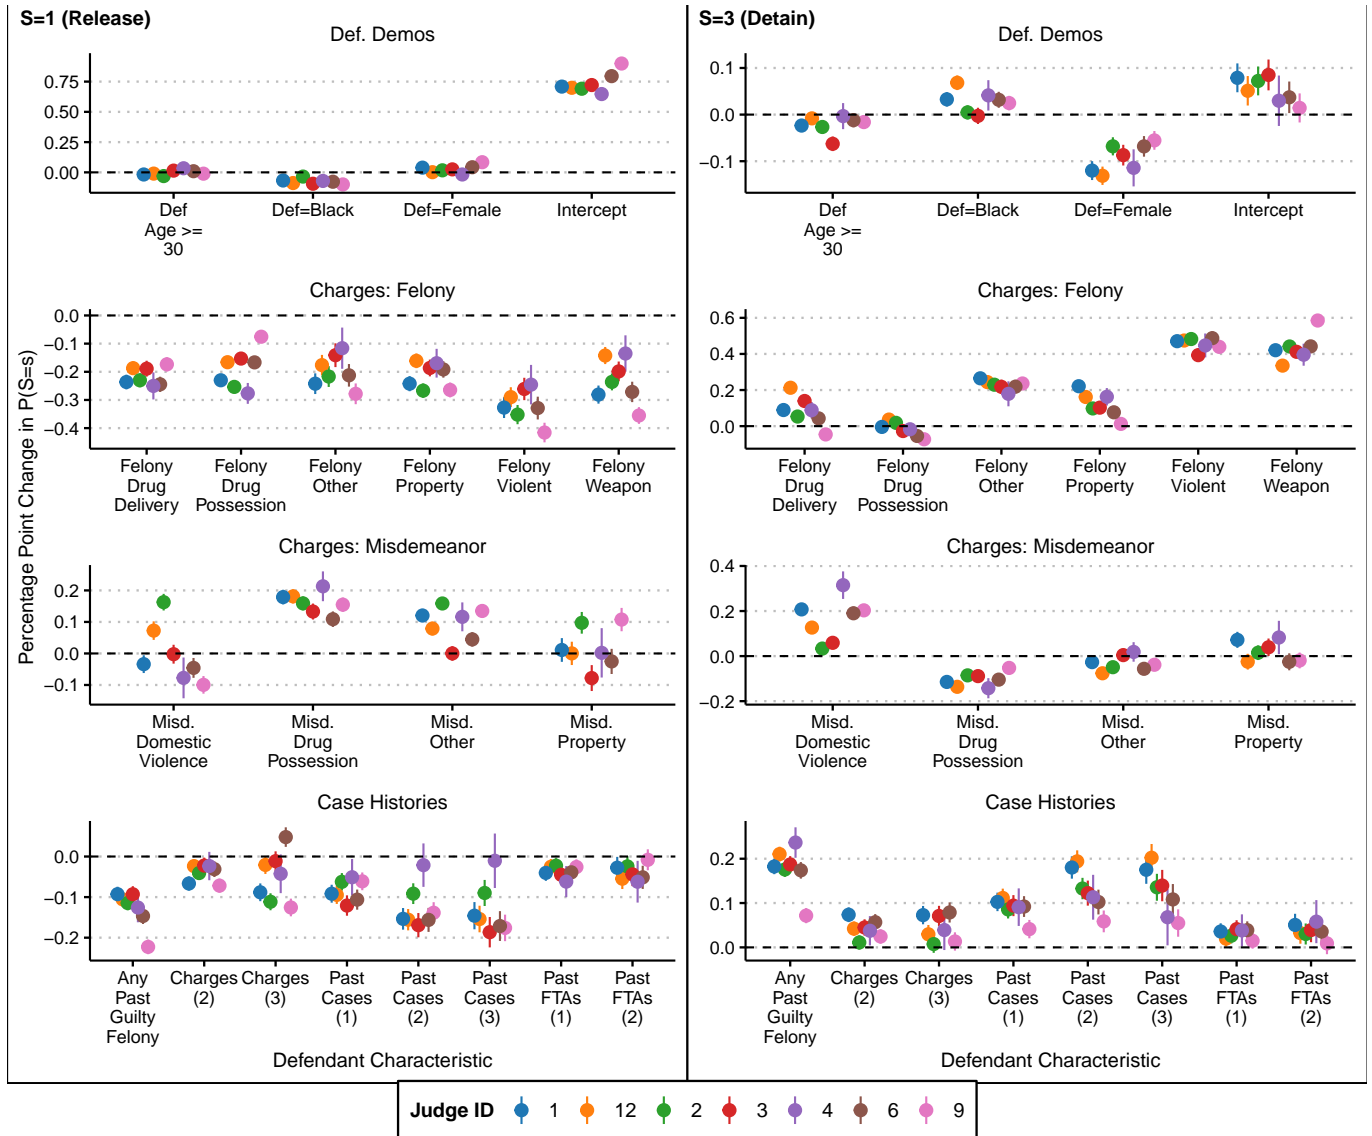 S=1 (Release)
Def. Demos
0.75
0.50
0.25
0.00
Def
Age >=
30
Def=Black
Def=Female
Intercept
Charges: Felony
0.0
−0.1
−0.2
−0.3
−0.4
Felony
Drug
Delivery
Felony
Drug
Possession
Felony
Other
Felony
Property
Felony
Violent
Felony
Weapon
Charges: Misdemeanor
0.2
0.1
0.0
−0.1
Misd.
Domestic
Violence
Misd.
Drug
Possession
Misd.
Other
Misd.
Property
Case Histories
0.0
−0.1
−0.2
Any
Past
Guilty
Felony
Charges
(2)
Charges
(3)
Past
Cases
(1)
Past
Cases
(2)
Past
Cases
(3)
Past
FTAs
(1)
Past
FTAs
(2)
Defendant Characteristic
Percentage Point Change in P(S=s)
S=3 (Detain)
Def. Demos
0.1
0.0
−0.1
Def
Age >=
30
Def=Black
Def=Female
Intercept
Charges: Felony
0.6
0.4
0.2
0.0
Felony
Drug
Delivery
Felony
Drug
Possession
Felony
Other
Felony
Property
Felony
Violent
Felony
Weapon
Charges: Misdemeanor
0.4
0.2
0.0
−0.2
Misd.
Domestic
Violence
Misd.
Drug
Possession
Misd.
Other
Misd.
Property
Case Histories
0.2
0.1
0.0
Any
Past
Guilty
Felony
Charges
(2)
Charges
(3)
Past
Cases
(1)
Past
Cases
(2)
Past
Cases
(3)
Past
FTAs
(1)
Past
FTAs
(2)
Defendant Characteristic
Judge ID 1 12 2 3 4 6 9